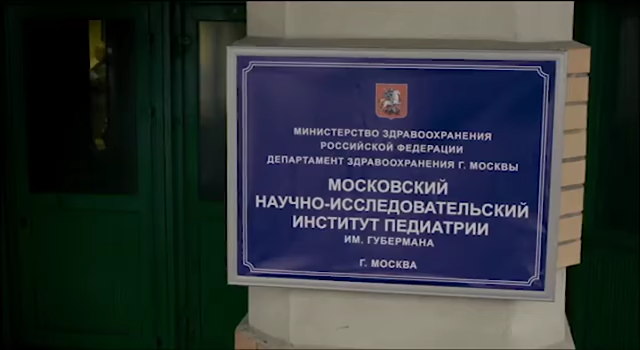 МИНИСТЕРСТВО ЗДРАВООХРАНЕНИЯ
РОССИЙСКОЙ ФЕДЕРАЦИИ
ДЕПАРТАМЕНТ ЗДРАВООХРАНЕНИЯ Г. МОСКВЫ
МОСКОВСКИЙ
НАУЧНО-ИССЛЕДОВАТЕЛЬСКИЙ
ИНСТИТУТ ПЕДИАТРИИ
ИМ. ГУБЕРМАНА
Г. МОСКВА